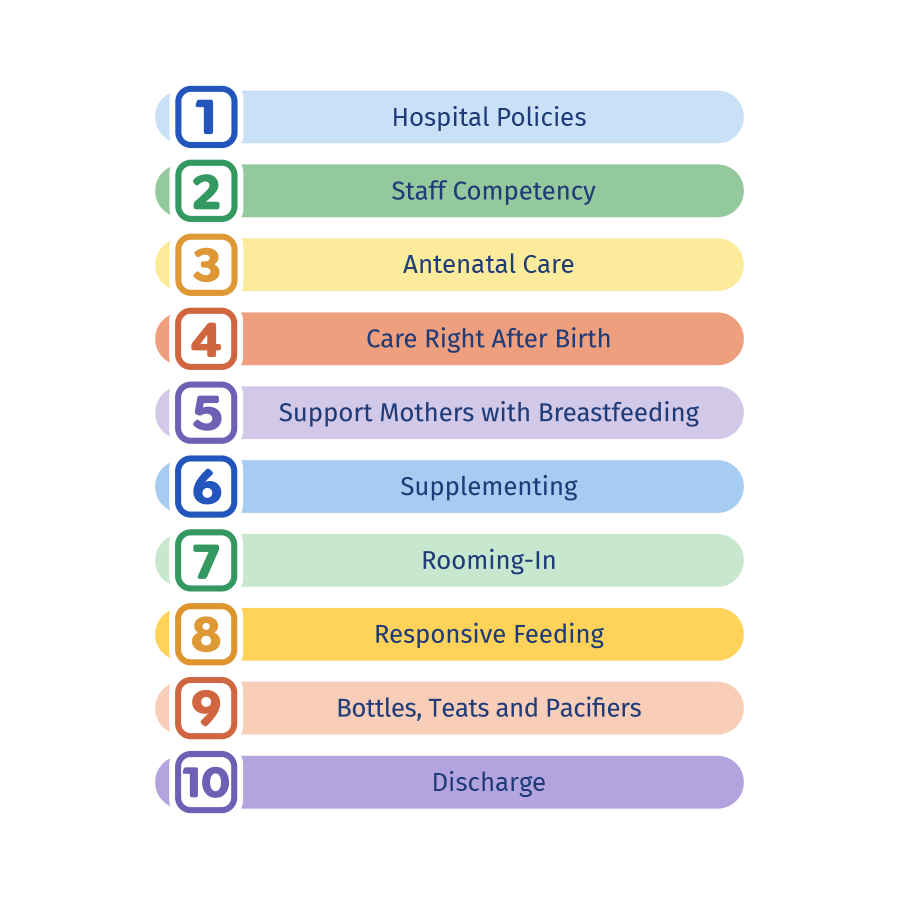 1 Hospital Policies
2 Staff Competency
3 Antenatal Care
4 Care Right After Birth
5 Support Mothers with Breastfeeding
6 Supplementing
7 Rooming-In
8 Responsive Feeding
9 Bottles, Teats and Pacifiers
10 Discharge